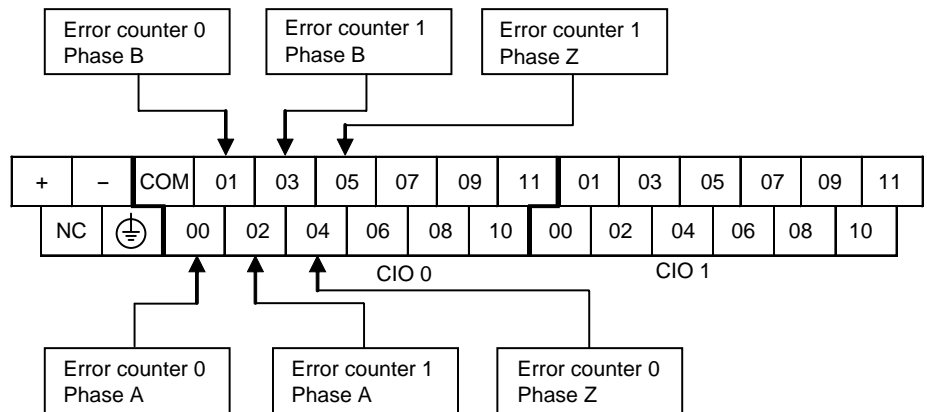 Error counter 0
Phase B
Error counter 1
Phase B
Error counter 1
Phase Z
+ – COM 01 03 05 07 09 11 01 03 05 07 09 11
NC 00 02 04 06 08 10 00 02 04 06 08 10
CIO 0 CIO 1
Error counter 0
Phase A
Error counter 1
Phase A
Error counter 0
Phase Z